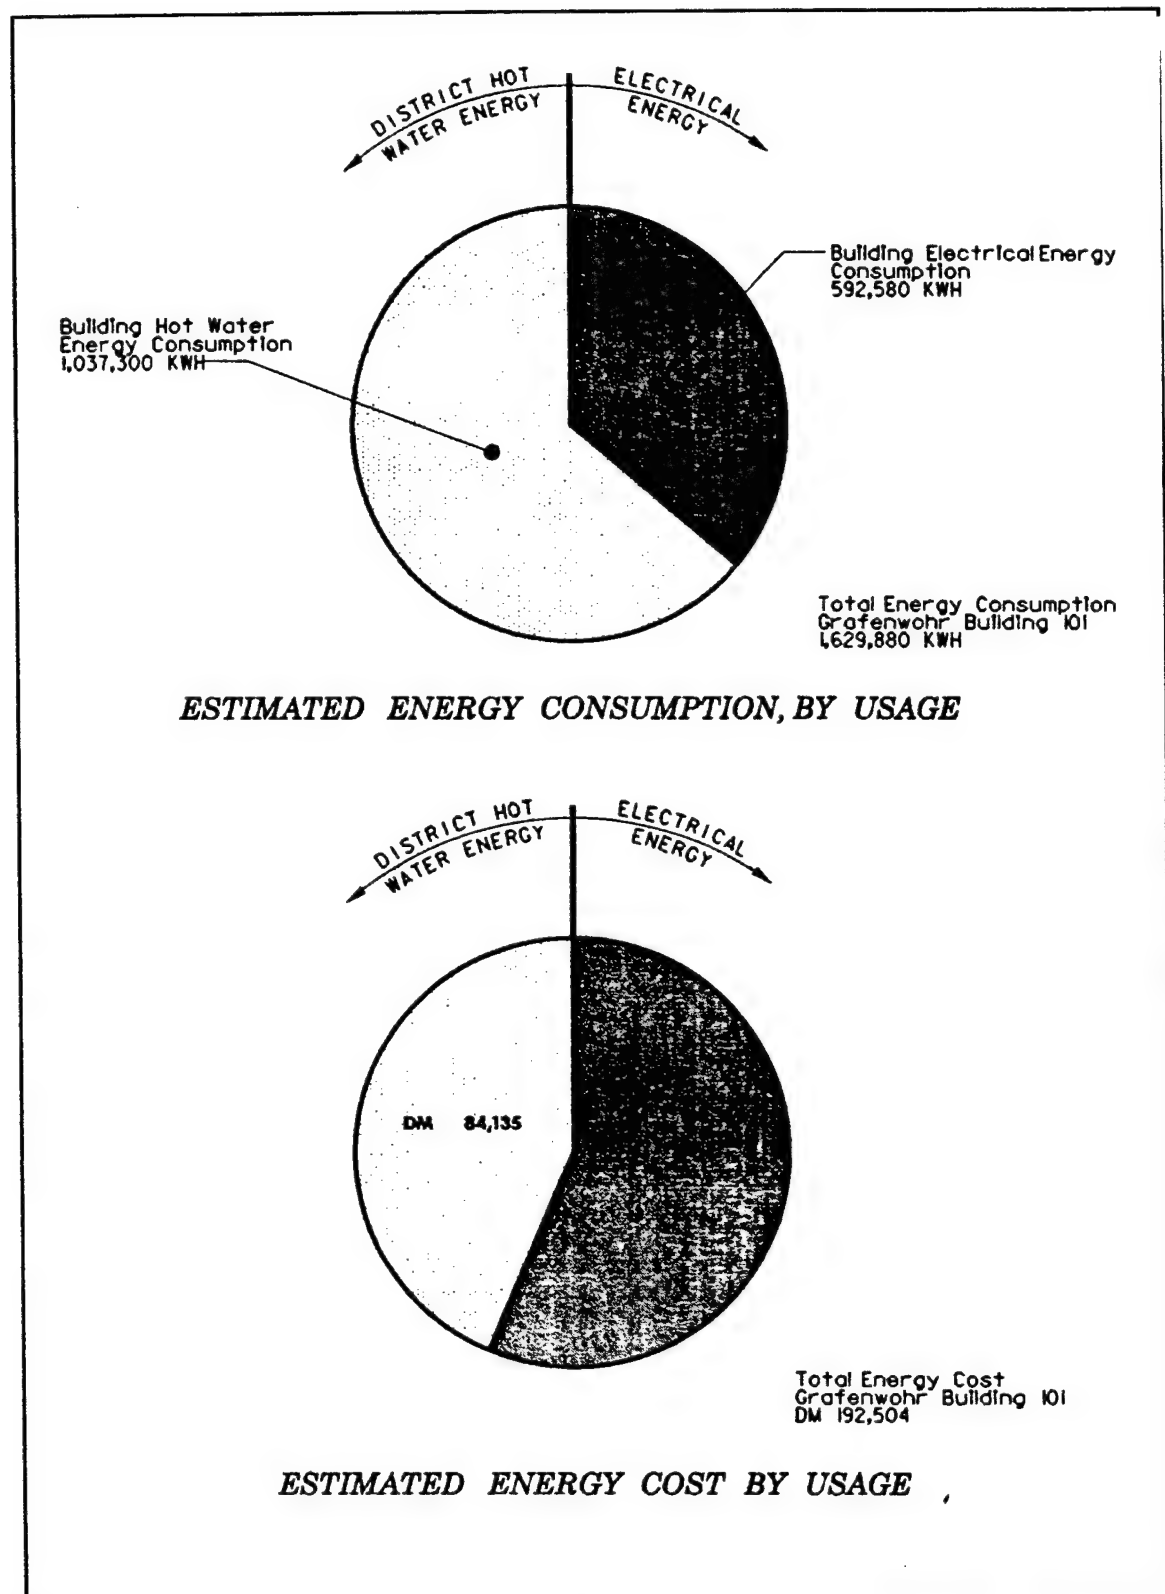 DISTRICT HOT
WATER ENERGY
ELECTRICAL
ENERGY
Building Electrical Energy
Consumption
592,580 KWH
Building Hot Water
Energy Consumption
1,037,300 KWH
Total Energy Consumption
Grafenwohr Building 101
1,629,880 KWH
ESTIMATED ENERGY CONSUMPTION, BY USAGE
DISTRICT HOT
WATER ENERGY
ELECTRICAL
ENERGY
DM 84,135
Total Energy Cost
Grafenwohr Building 101
DM 192,504
ESTIMATED ENERGY COST BY USAGE